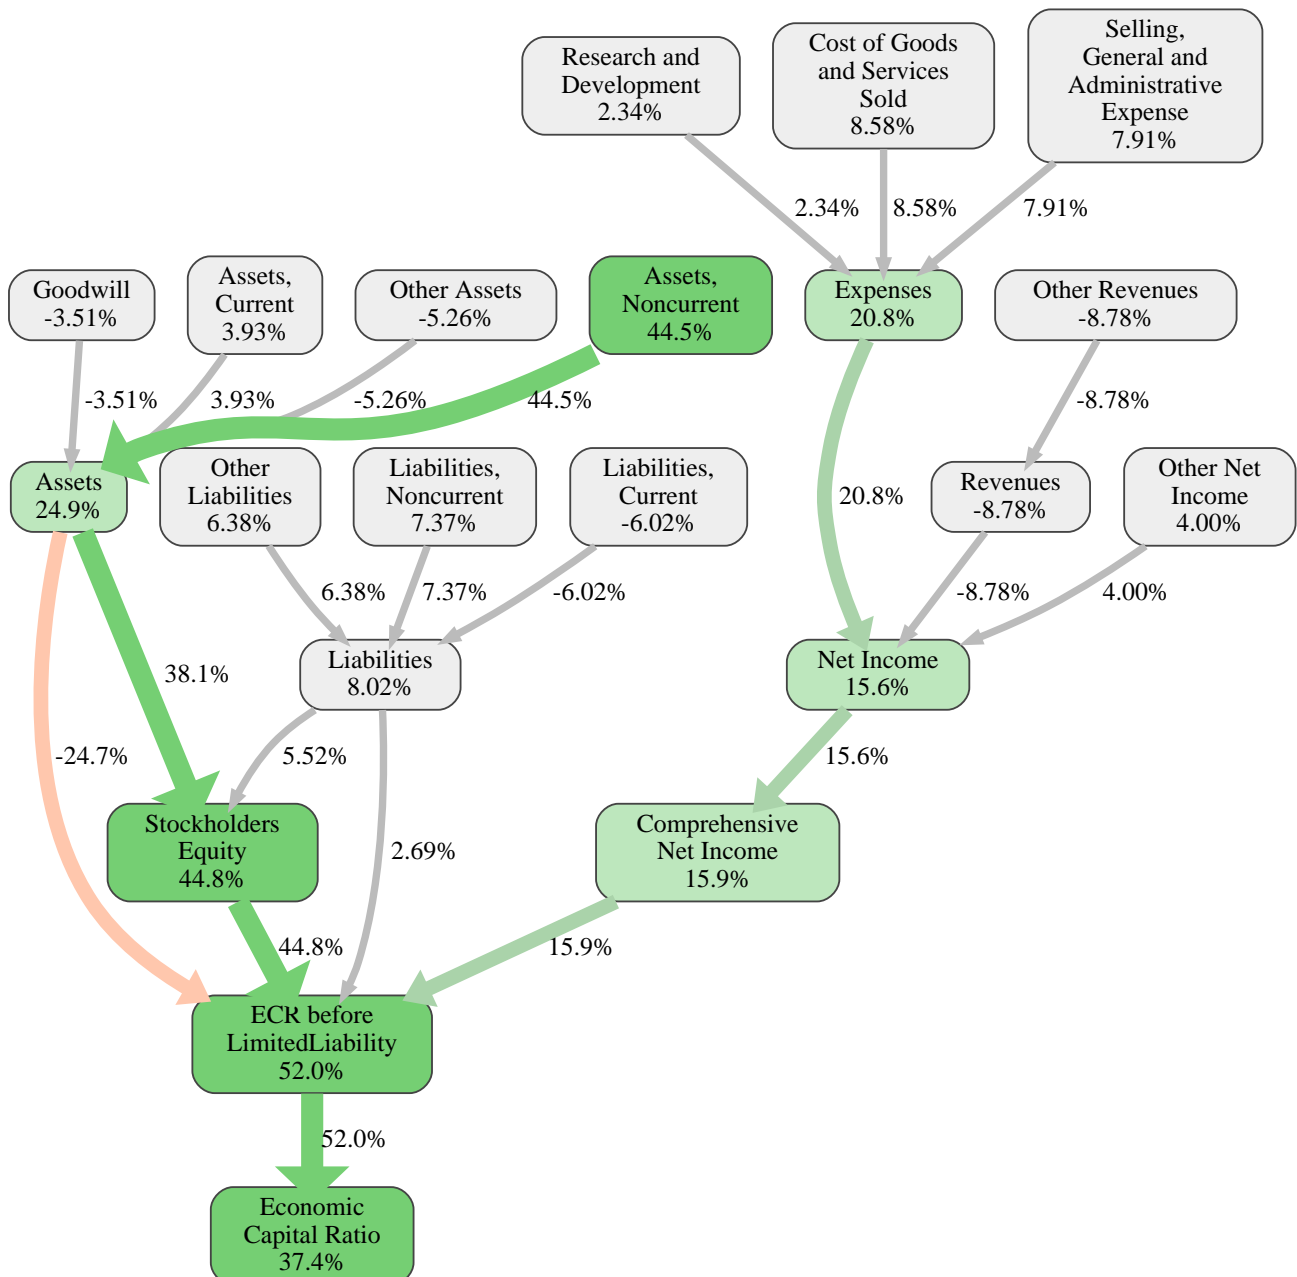 Research and
Development
2.34%
Cost of Goods
and Services
Sold
8.58%
Selling,
General and
Administrative
Expense
7.91%
2.34%
8.58%
7.91%
Goodwill
-3.51%
Assets,
Current
3.93%
Other Assets
-5.26%
Assets,
Noncurrent
44.5%
Expenses
20.8%
Other Revenues
-8.78%
-3.51%
3.93%
-5.26%
44.5%
-8.78%
Assets
24.9%
Other
Liabilities
6.38%
Liabilities,
Noncurrent
7.37%
Liabilities,
Current
-6.02%
20.8%
Revenues
-8.78%
Other Net
Income
4.00%
6.38%
7.37%
-6.02%
-8.78%
4.00%
38.1%
Liabilities
8.02%
Net Income
15.6%
-24.7%
5.52%
15.6%
Stockholders
Equity
44.8%
2.69%
Comprehensive
Net Income
15.9%
44.8%
15.9%
ECR before
LimitedLiability
52.0%
52.0%
Economic
Capital Ratio
37.4%